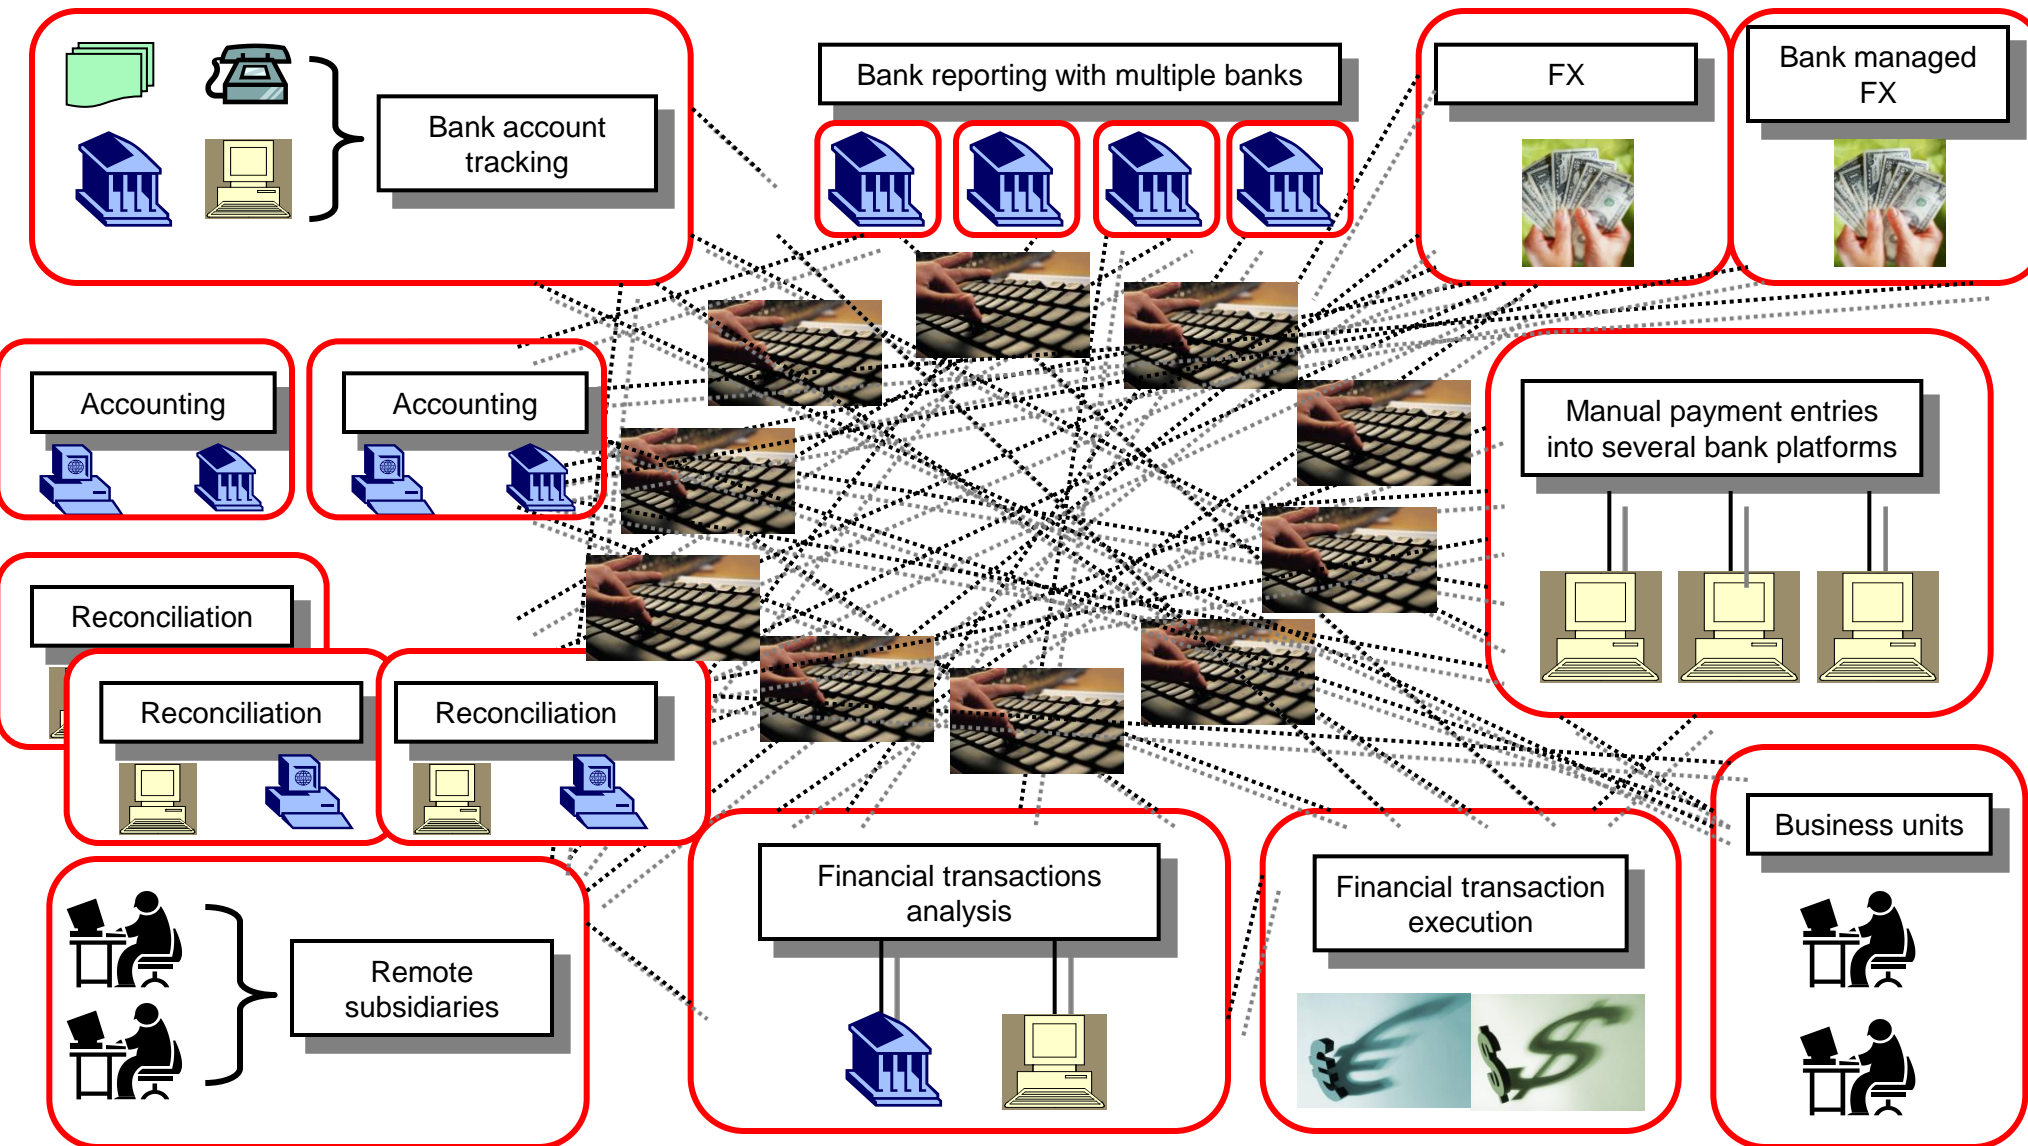 Bank account
tracking
Bank reporting with multiple banks
FX
Bank managed
FX
Accounting
Accounting
Manual payment entries
into several bank platforms
Reconciliation
Reconciliation
Reconciliation
Business units
Financial transactions
analysis
Financial transaction
execution
Remote
subsidiaries